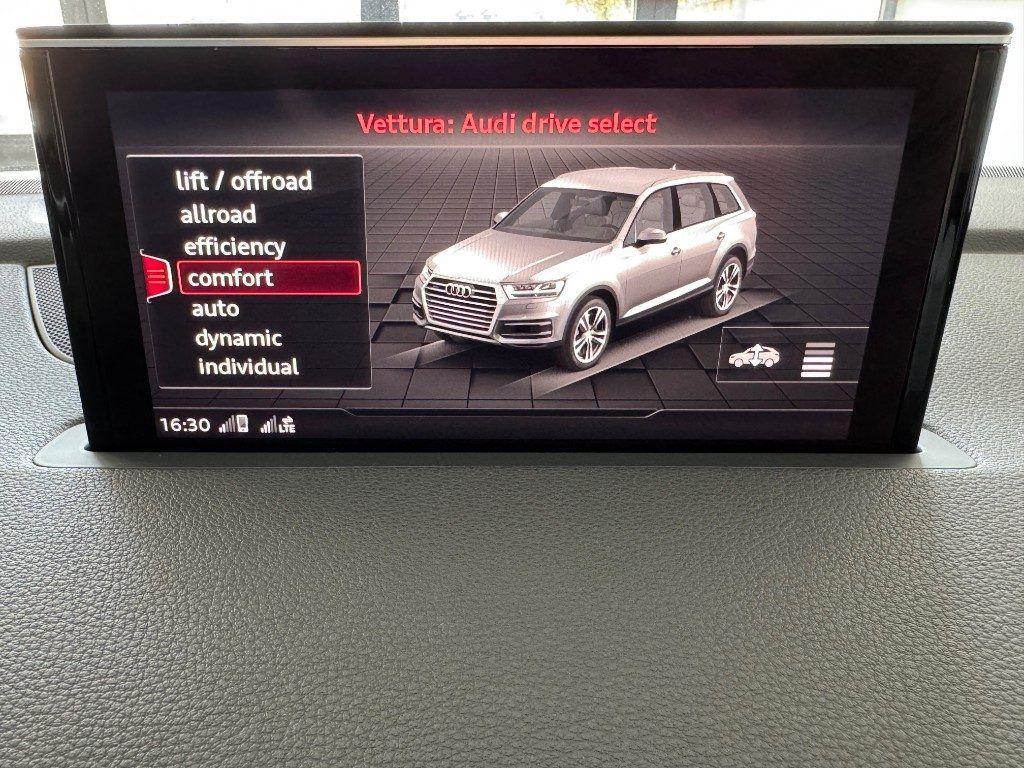 Vettura: Audi drive select
lift / offroad
allroad
efficiency
comfort
auto
dynamic
individual
16:30
LTE